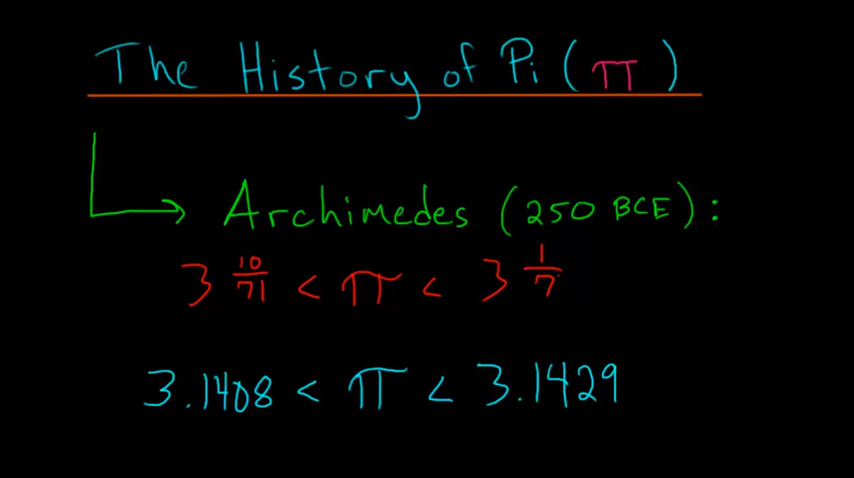 The History of Pi (π)
Archimedes (250 BCE):
3 10/71 < π < 3 1/7
3.1408 < π < 3.1429